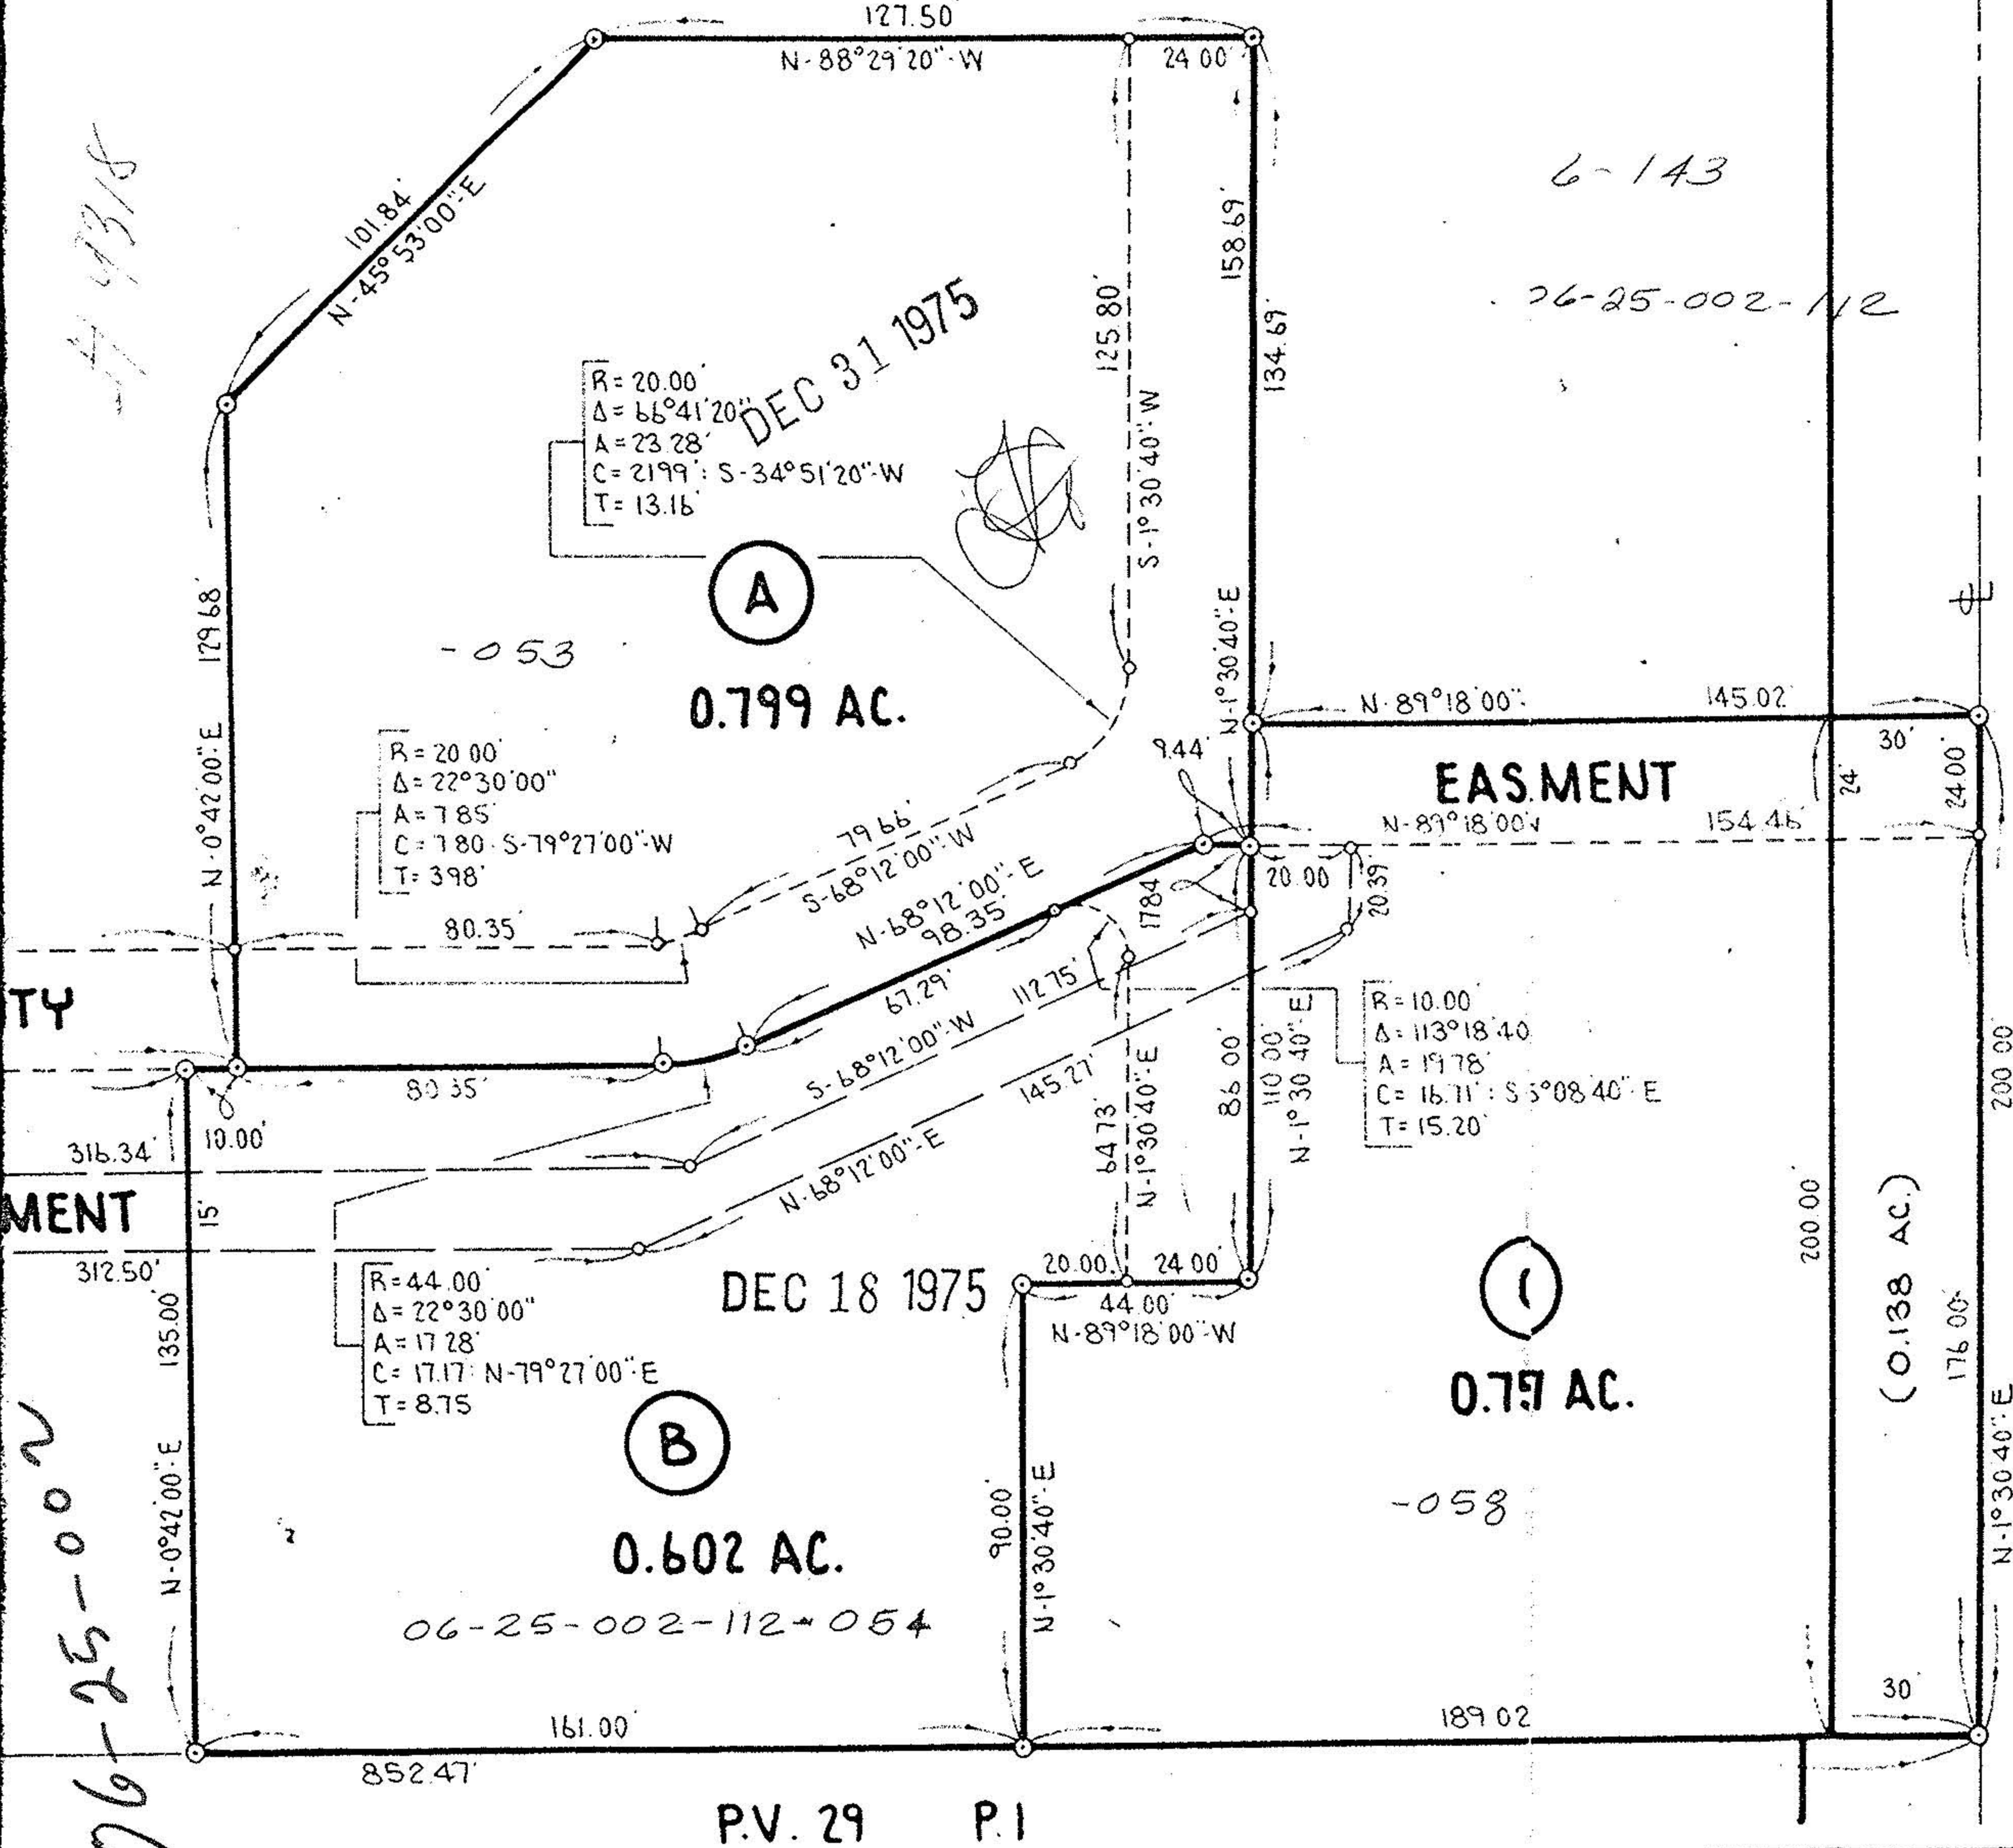 127.50
N-88°29'20"-W
24 00'
101.84'
N-45°53'00"-E
6-143
158.69'
134.69'
125.80'
S-1°30'40"-W
DEC 31 1975
R= 20.00'
Δ= 66°41'20"
A= 23.28'
C= 21 99': S-34°51'20"-W
T= 13.16'
A
-053
0.799 AC.
129.68'
N-0°42'00"-E
N-1°30'40"-E
N-89°18'00"
145.02'
30'
24'
24.00'
EAS.MENT
N-89°18'00"
154.46'
9.44'
20.00
20.39'
R= 20 00'
Δ= 22°30'00"
A= 7 85'
C= 7 80 - S-79°27'00"-W
T= 3 98'
79 66'
S-68°12'00"-W
N-68°12'00"-E
98.35'
17 84
80.35'
TY
67.29'
112.75'
S-68°12'00"-W
145.27'
N-68°12'00"-E
80 35'
10.00'
316.34'
MENT
15'
312.50'
64 73'
N-1°30'40"-E
86 00'
110 00'
N-1°30'40"-E
R= 10.00'
Δ= 113°18'40
A= 19 78'
C= 16.71': S 5°08'40"-E
T= 15.20'
200 00'
200.00'
(0.138 AC.)
176 00'
N-1°30'40"-E
20.00'
24 00'
44.00'
N-89°18'00"-W
DEC 18 1975
R= 44.00'
Δ= 22°30'00"
A= 17 28'
C= 17.17: N-79°27'00"-E
T= 8.75
135.00'
N-0°42'00"-E
B
0.602 AC.
06-25-002-112-054
90.00'
N-1°30'40"-E
1
AC.
-058
30'
161.00'
189 02
852.47'
P.V. 29 P.1